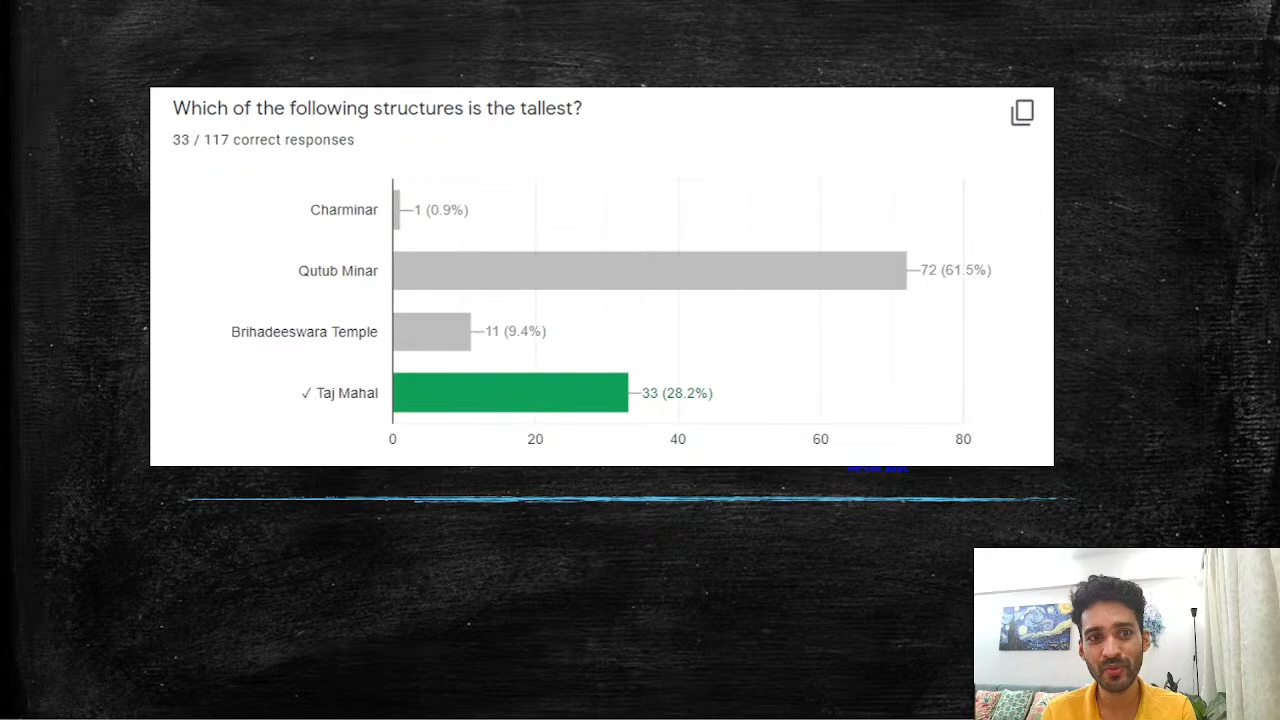 Which of the following structures is the tallest?
33 / 117 correct responses
Charminar 1 (0.9%)
Qutub Minar 72 (61.5%)
Brihadeeswara Temple 11 (9.4%)
✓ Taj Mahal 33 (28.2%)
0 20 40 60 80